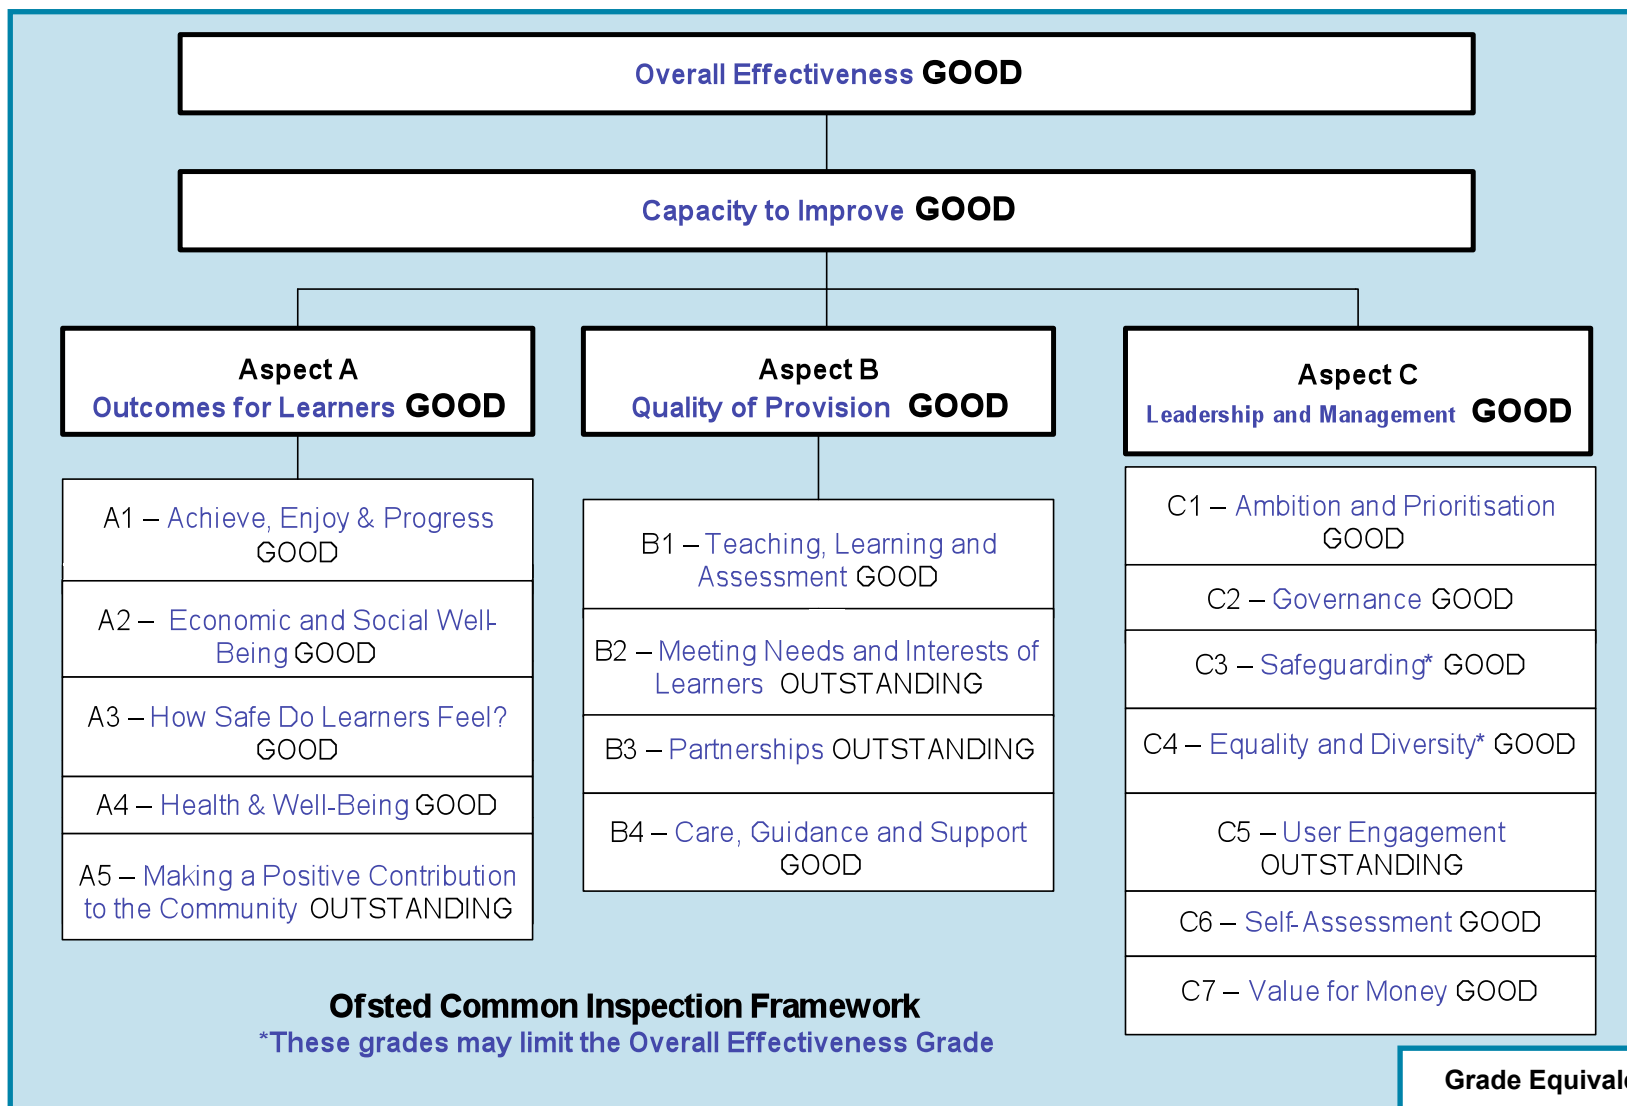 Overall Effectiveness GOOD
Capacity to Improve GOOD
Aspect A
Outcomes for Learners GOOD
A1 – Achieve, Enjoy & Progress
GOOD
A2 – Economic and Social Well-
Being GOOD
A3 – How Safe Do Learners Feel?
GOOD
A4 – Health & Well-Being GOOD
A5 – Making a Positive Contribution
to the Community OUTSTANDING
Aspect B
Quality of Provision GOOD
B1 – Teaching, Learning and
Assessment GOOD
B2 – Meeting Needs and Interests of
Learners OUTSTANDING
B3 – Partnerships OUTSTANDING
B4 – Care, Guidance and Support
GOOD
Aspect C
Leadership and Management GOOD
C1 – Ambition and Prioritisation
GOOD
C2 – Governance GOOD
C3 – Safeguarding* GOOD
C4 – Equality and Diversity* GOOD
C5 – User Engagement
OUTSTANDING
C6 – Self-Assessment GOOD
C7 – Value for Money GOOD
Ofsted Common Inspection Framework
*These grades may limit the Overall Effectiveness Grade
Grade